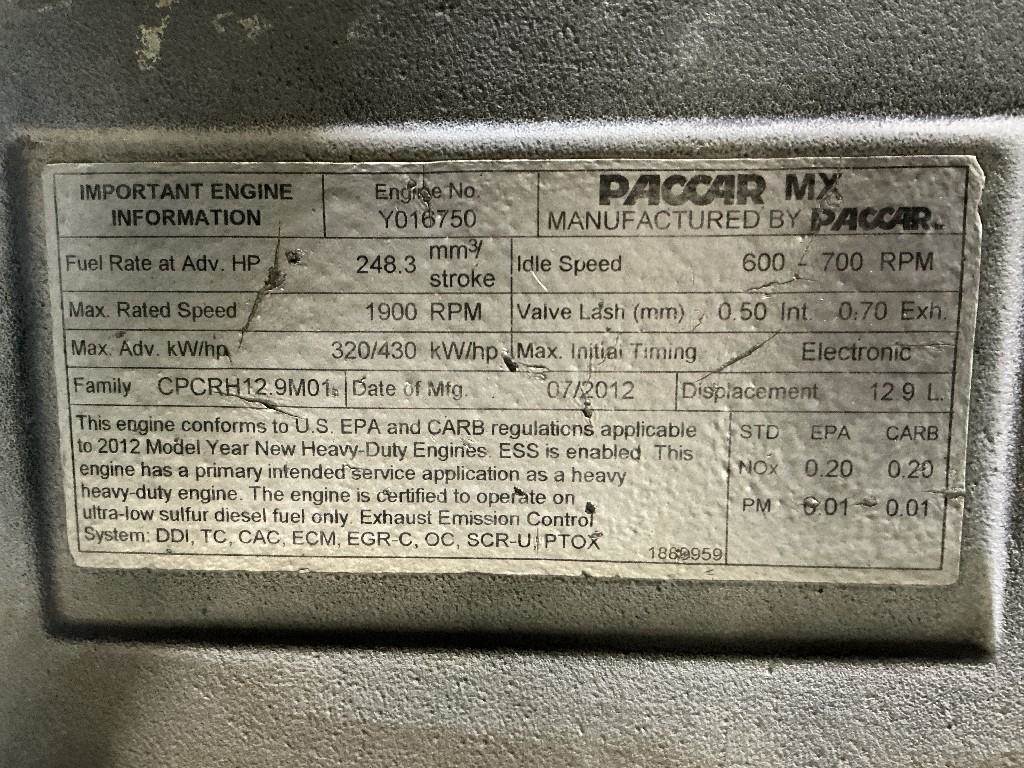 IMPORTANT ENGINE INFORMATION
Engine No. Y016750
PACCAR MX
MANUFACTURED BY PACCAR.
Fuel Rate at Adv. HP 248.3 mm³/stroke
Idle Speed 600 - 700 RPM
Max. Rated Speed 1900 RPM
Valve Lash (mm) 0.50 Int. 0.70 Exh.
Max. Adv. kW/hp 320/430 kW/hp
Max. Initial Timing Electronic
Family CPCRH12.9M01
Date of Mfg. 07/2012
Displacement 12.9 L.
This engine conforms to U.S. EPA and CARB regulations applicable
to 2012 Model Year New Heavy-Duty Engines. ESS is enabled. This
engine has a primary intended service application as a heavy
heavy-duty engine. The engine is certified to operate on
ultra-low sulfur diesel fuel only. Exhaust Emission Control
System: DDI, TC, CAC, ECM, EGR-C, OC, SCR-U, PTOX
1869959
STD EPA CARB
NOx 0.20 0.20
PM 0.01 0.01